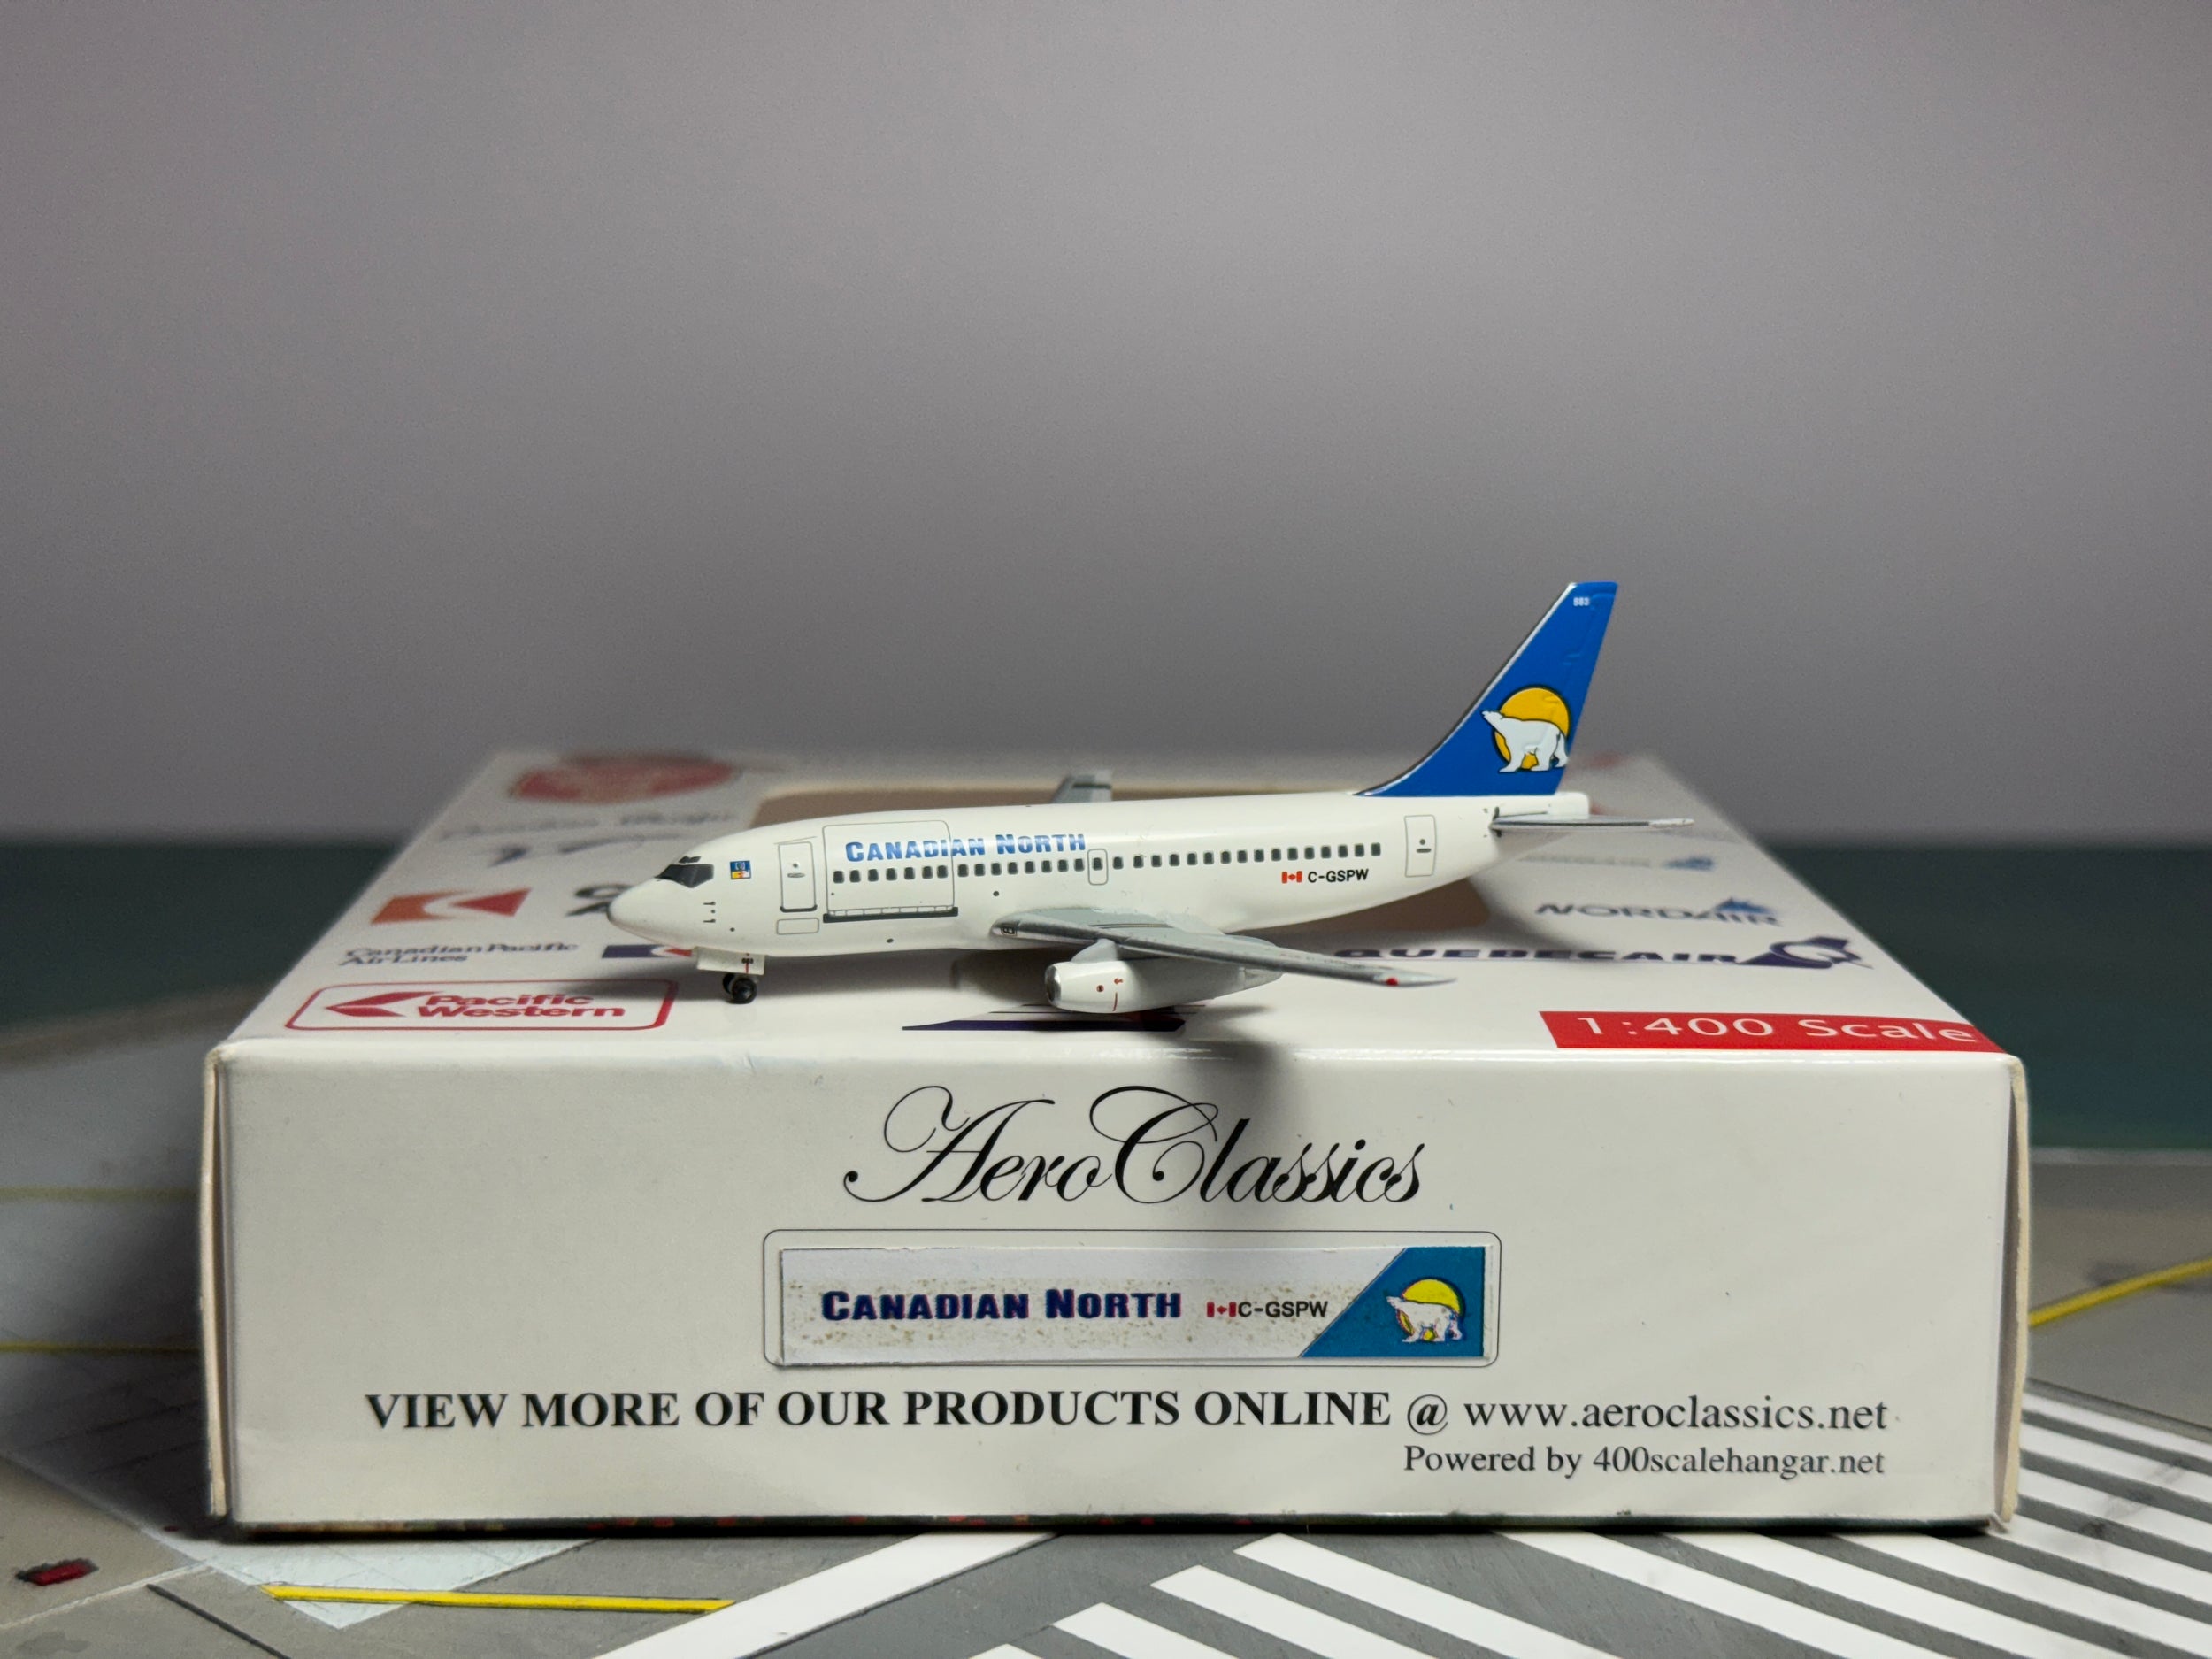 583
CANADIAN NORTH
C-GSPW
Canadian Pacific
Air Lines
Pacific
Western
NORDAIR
QUEBECAIR
1:400 Scale
AeroClassics
CANADIAN NORTH C-GSPW
VIEW MORE OF OUR PRODUCTS ONLINE @ www.aeroclassics.net
Powered by 400scalehangar.net